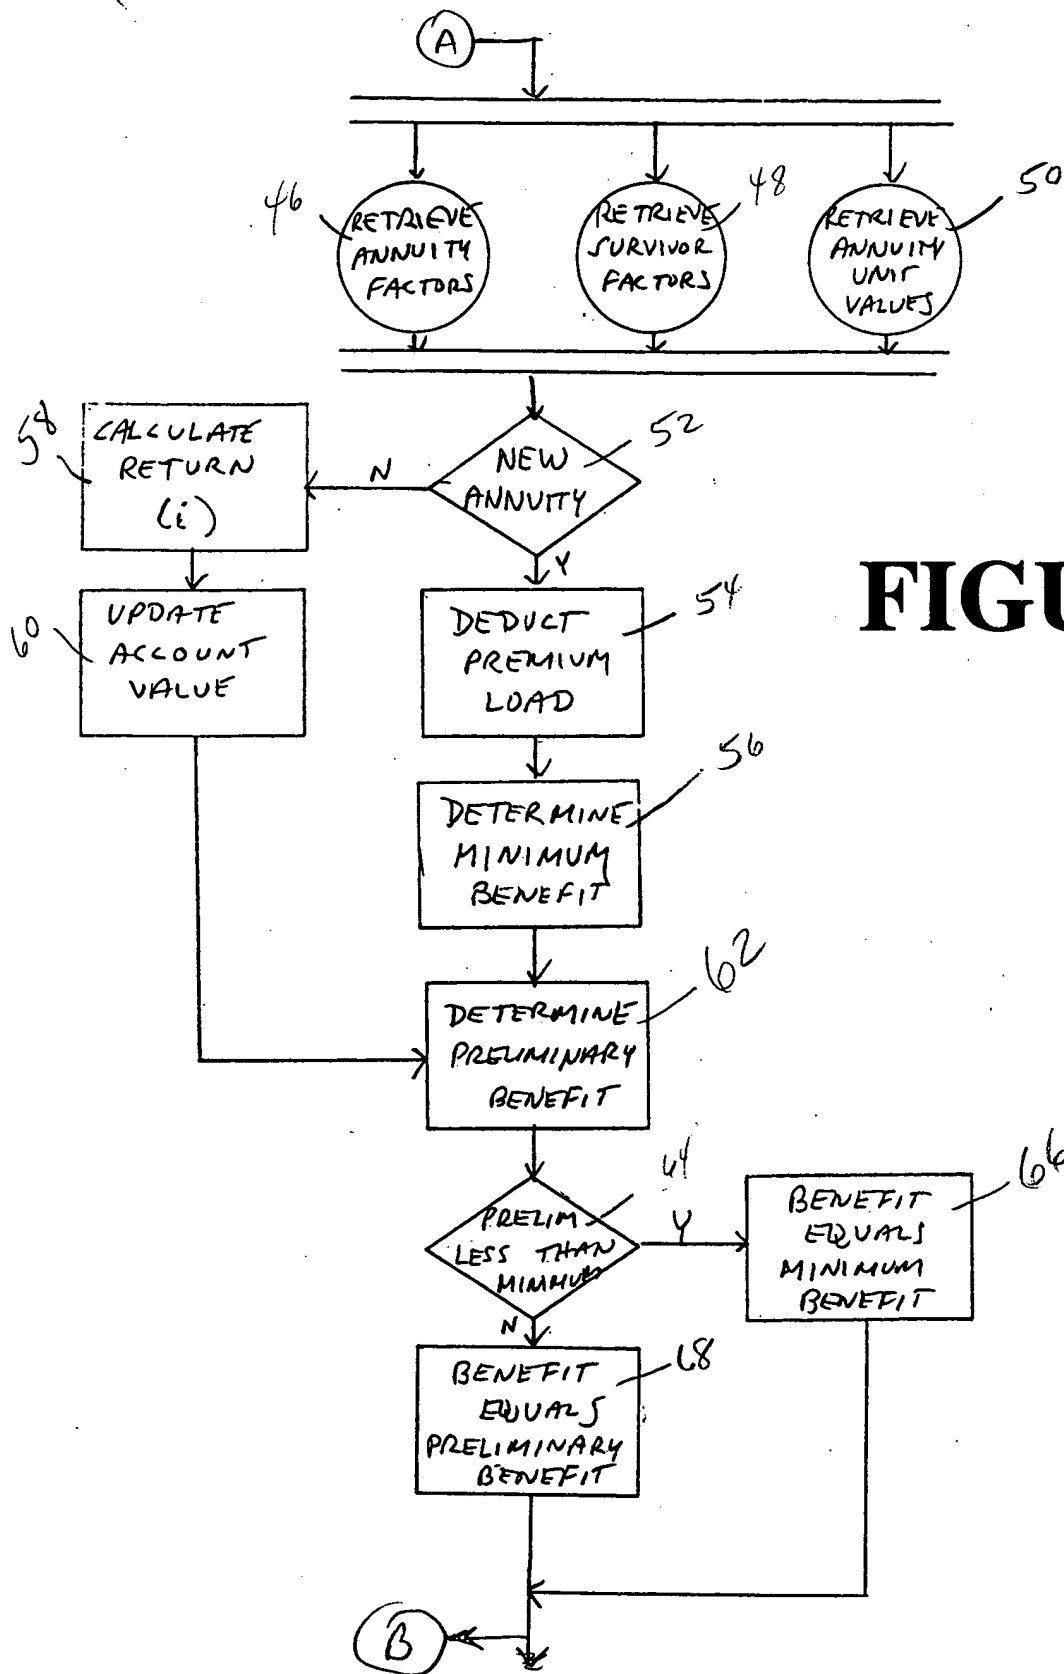 A
46
RETRIEVE
ANNUITY
FACTORS
48
RETRIEVE
SURVIVOR
FACTORS
50
RETRIEVE
ANNUITY
UNIT
VALUES
58
CALCULATE
RETURN
(i)
N
NEW
ANNUITY
52
Y
60
UPDATE
ACCOUNT
VALUE
DEDUCT
PREMIUM
LOAD
54
FIGU
DETERMINE
MINIMUM
BENEFIT
56
DETERMINE
PRELIMINARY
BENEFIT
62
PRELIM
LESS THAN
MINIMUM
64
Y
BENEFIT
EQUALS
MINIMUM
BENEFIT
66
N
BENEFIT
EQUALS
PRELIMINARY
BENEFIT
68
B